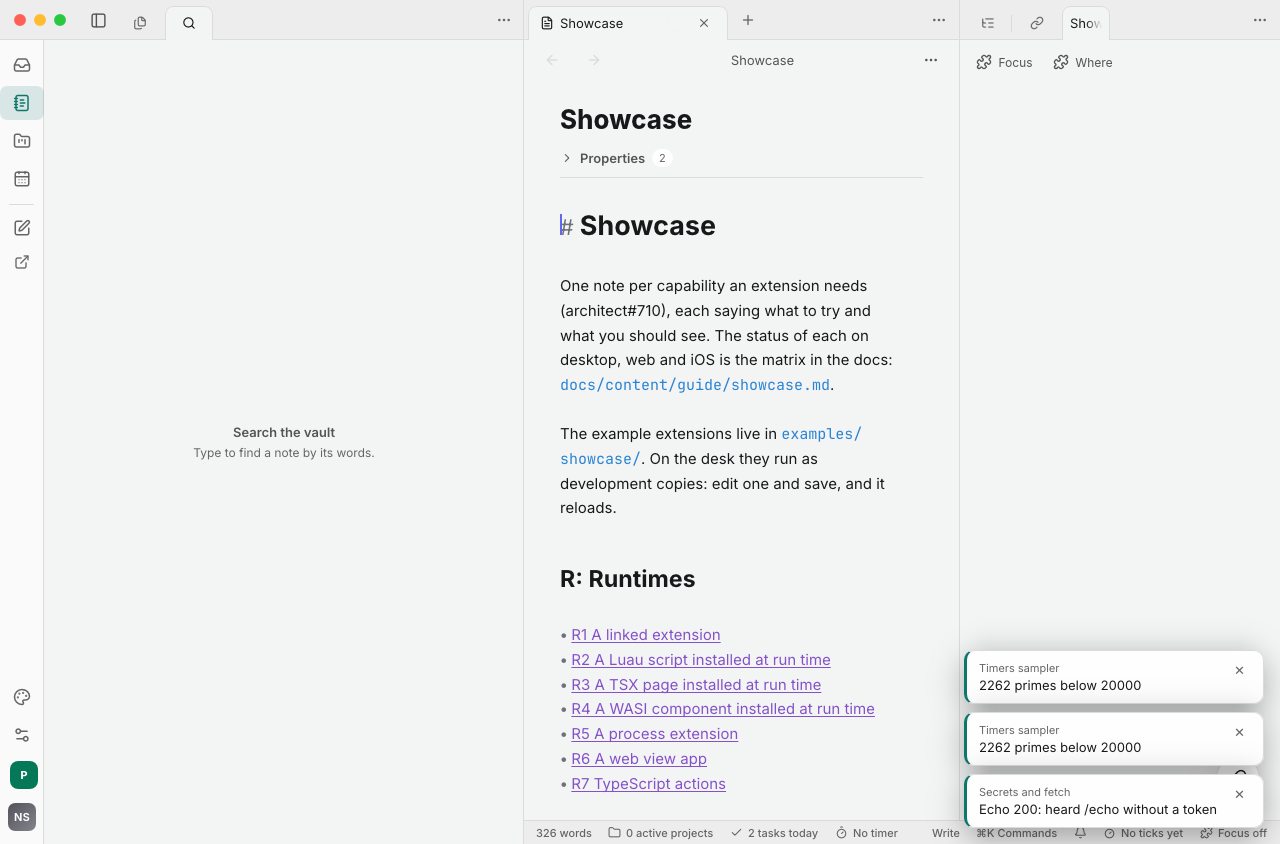 Showcase
Show
Showcase
Focus
Where
Showcase
Properties 2
# Showcase
One note per capability an extension needs
(architect#710), each saying what to try and
what you should see. The status of each on
desktop, web and iOS is the matrix in the docs:
docs/content/guide/showcase.md.
The example extensions live in examples/
showcase/. On the desk they run as
development copies: edit one and save, and it
reloads.
R: Runtimes
• R1 A linked extension
• R2 A Luau script installed at run time
• R3 A TSX page installed at run time
• R4 A WASI component installed at run time
• R5 A process extension
• R6 A web view app
• R7 TypeScript actions
Search the vault
Type to find a note by its words.
P
NS
Timers sampler
2262 primes below 20000
Timers sampler
2262 primes below 20000
Secrets and fetch
Echo 200: heard /echo without a token
326 words
0 active projects
2 tasks today
No timer
Write
⌘K Commands
No ticks yet
Focus off